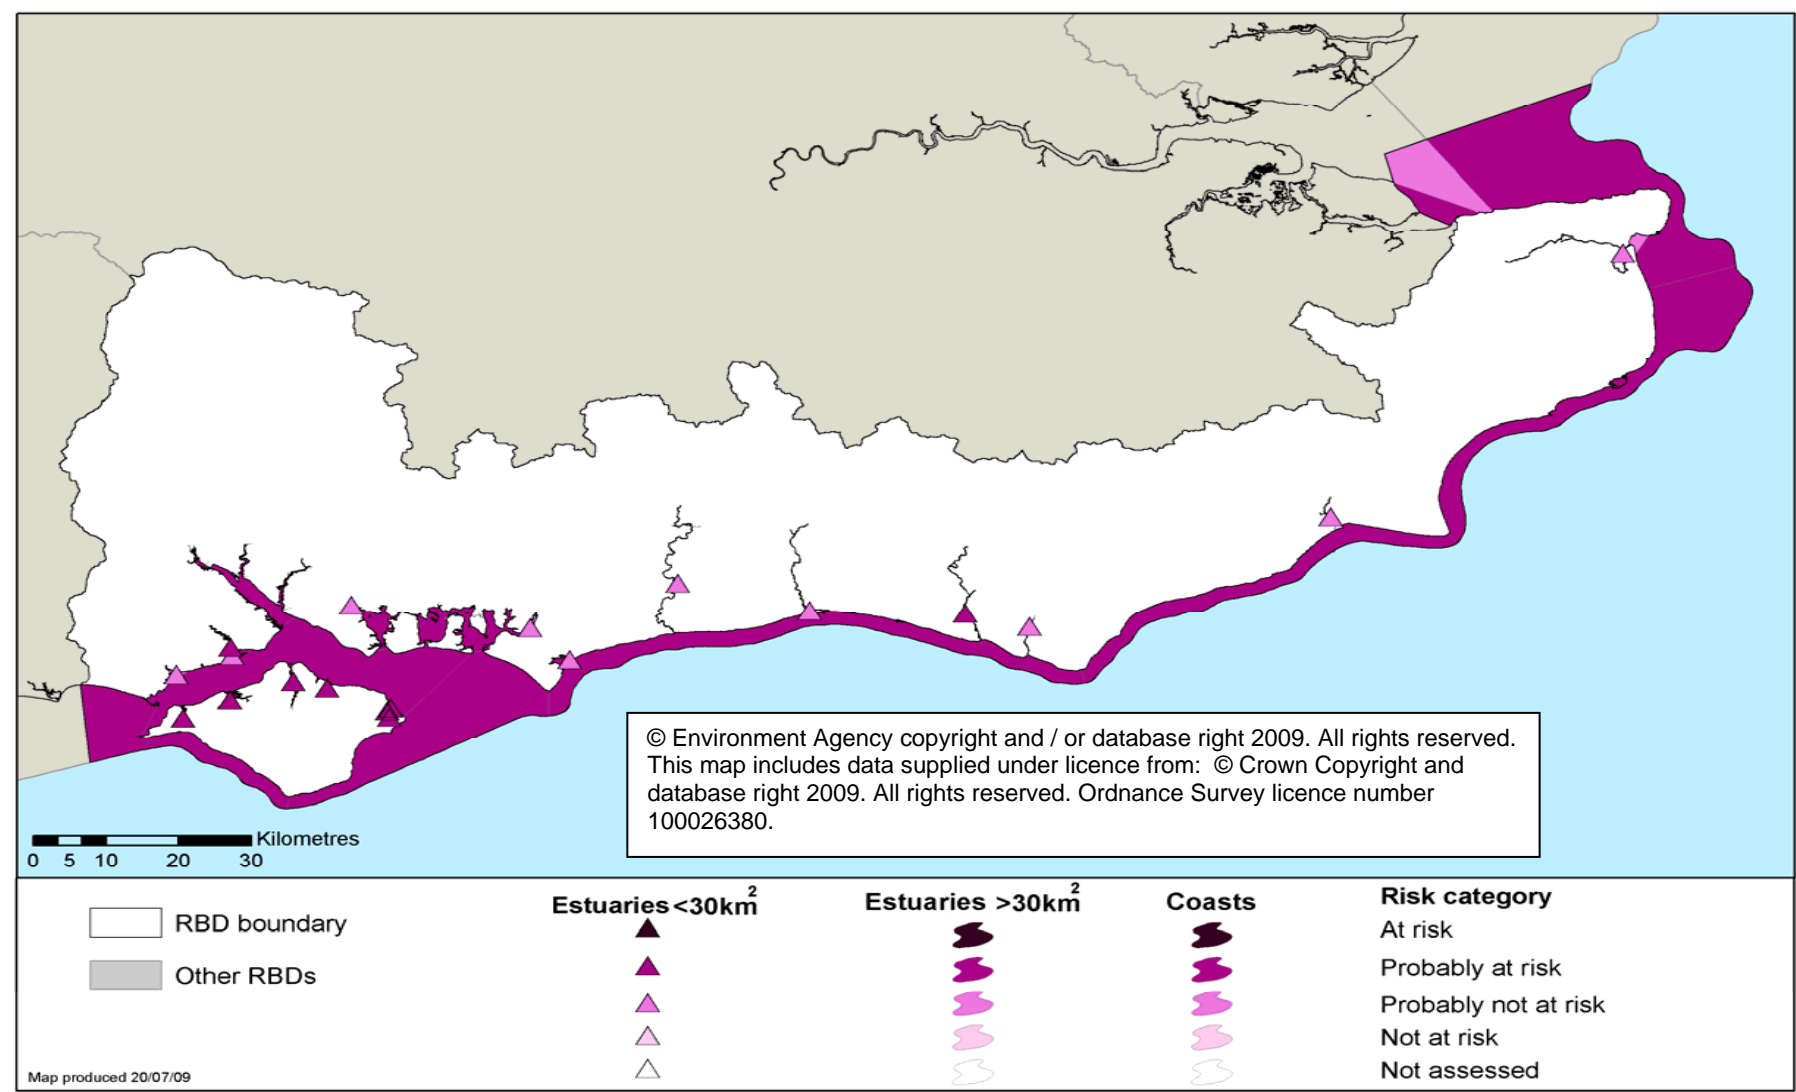 © Environment Agency copyright and / or database right 2009. All rights reserved.
This map includes data supplied under licence from: © Crown Copyright and
database right 2009. All rights reserved. Ordnance Survey licence number
100026380.
Kilometres
0 5 10 20 30
RBD boundary
Other RBDs
Estuaries <30km²
Estuaries >30km²
Coasts
Risk category
At risk
Probably at risk
Probably not at risk
Not at risk
Not assessed
Map produced 20/07/09